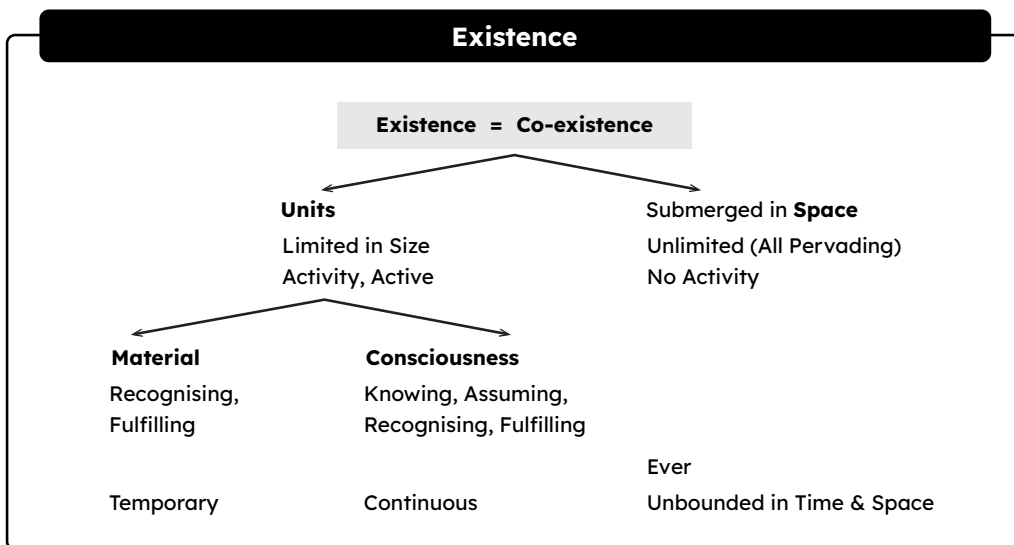 Existence
Existence = Co-existence
Units
Limited in Size
Activity, Active
Submerged in Space
Unlimited (All Pervading)
No Activity
Material
Recognising,
Fulfilling
Consciousness
Knowing, Assuming,
Recognising, Fulfilling
Temporary
Continuous
Ever
Unbounded in Time & Space